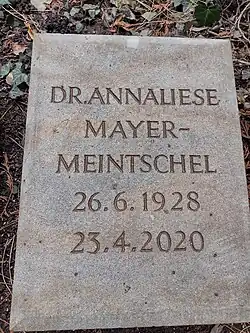 DR.ANNALIESE
MAYER-
MEINTSCHEL
26.6.1928
23.4.2020